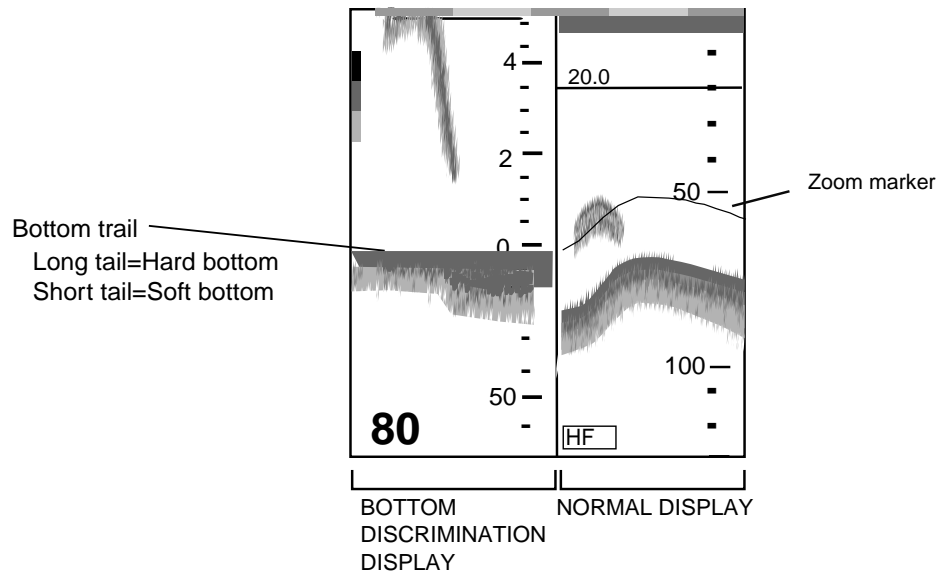 4
20.0
2
50
Zoom marker
Bottom trail
Long tail=Hard bottom
Short tail=Soft bottom
0
100
50
80
HF
BOTTOM
DISCRIMINATION
DISPLAY
NORMAL DISPLAY